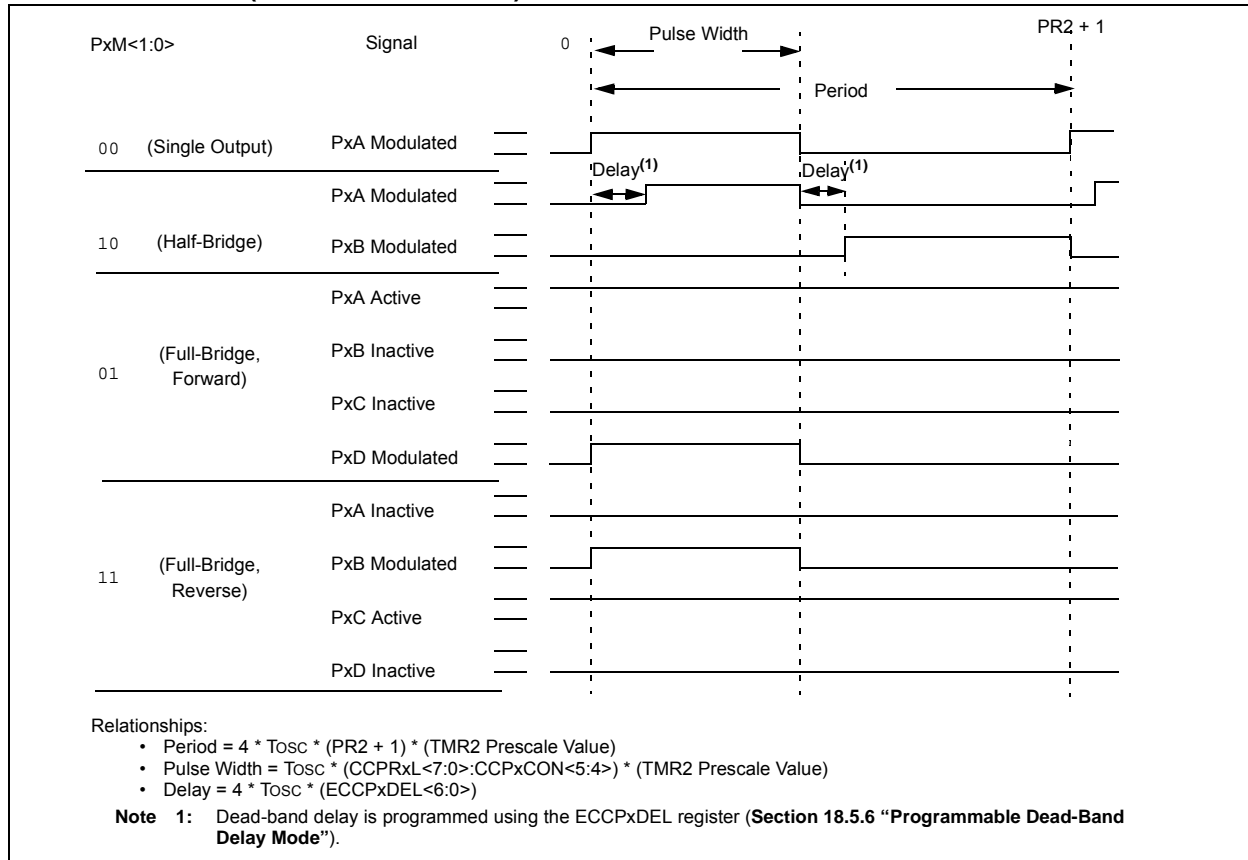 PxM<1:0> Signal 0 Pulse Width PR2 + 1
Period
00 (Single Output) PxA Modulated
Delay(1) Delay(1)
PxA Modulated
10 (Half-Bridge) PxB Modulated
PxA Active
(Full-Bridge, Forward) PxB Inactive
01
PxC Inactive
PxD Modulated
PxA Inactive
(Full-Bridge, Reverse) PxB Modulated
11
PxC Active
PxD Inactive
Relationships:
• Period = 4 * TOSC * (PR2 + 1) * (TMR2 Prescale Value)
• Pulse Width = TOSC * (CCPRxL<7:0>:CCPxCON<5:4>) * (TMR2 Prescale Value)
• Delay = 4 * TOSC * (ECCPxDEL<6:0>)
Note 1: Dead-band delay is programmed using the ECCPxDEL register (Section 18.5.6 “Programmable Dead-Band
Delay Mode”).